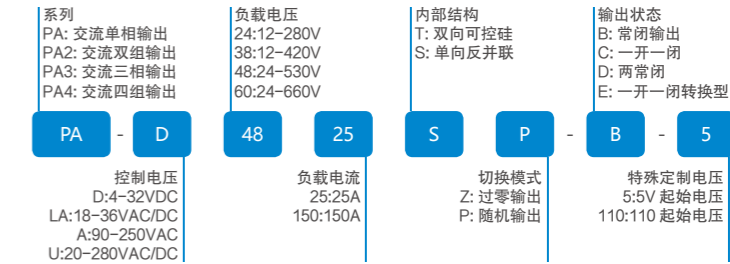 系列
PA: 交流单相输出
PA2: 交流双组输出
PA3: 交流三相输出
PA4: 交流四组输出
负载电压
24:12-280V
38:12-420V
48:24-530V
60:24-660V
内部结构
T: 双向可控硅
S: 单向反并联
输出状态
B: 常闭输出
C: 一开一闭
D: 两常闭
E: 一开一闭转换型
PA - D 48 25 S P - B - 5
控制电压
D:4-32VDC
LA:18-36VAC/DC
A:90-250VAC
U:20-280VAC/DC
负载电流
25:25A
150:150A
切换模式
Z: 过零输出
P: 随机输出
特殊定制电压
5:5V 起始电压
110:110 起始电压